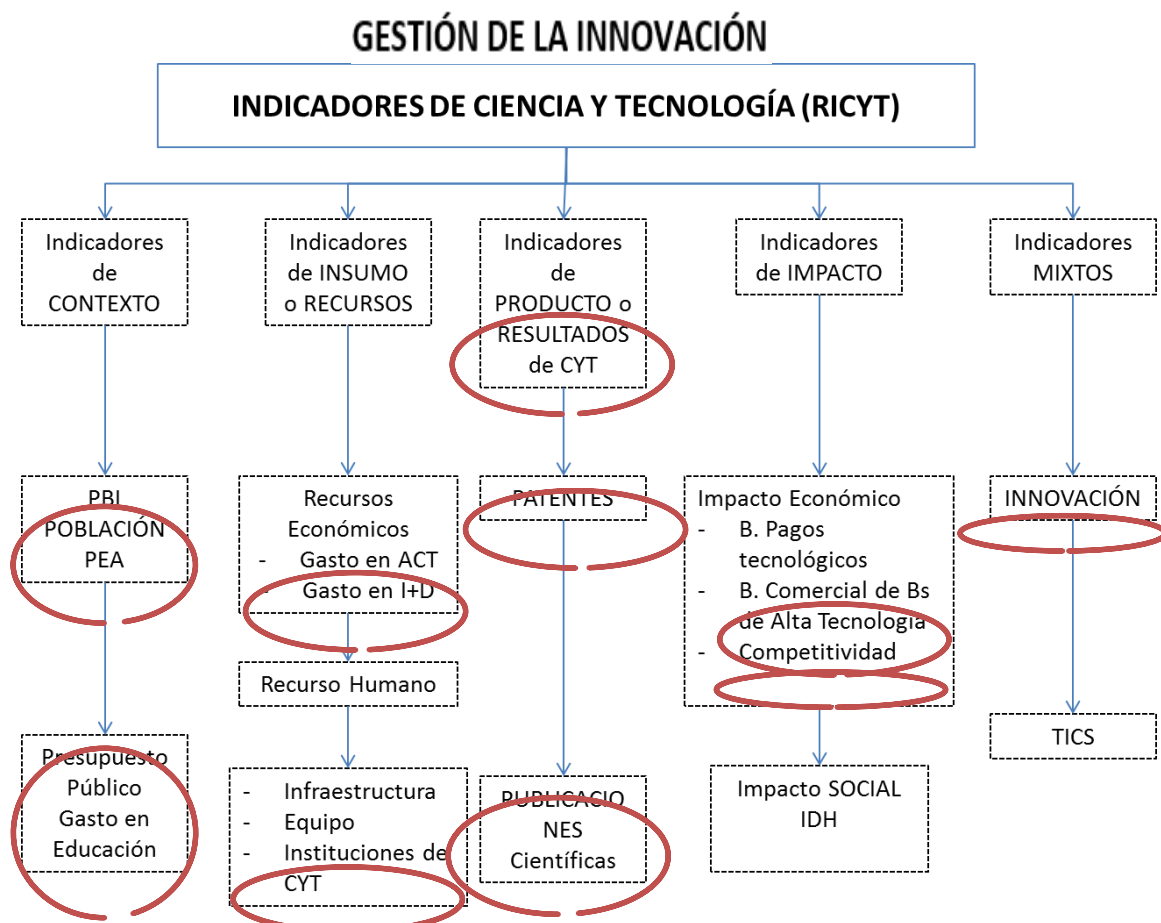 GESTIÓN DE LA INNOVACIÓN
INDICADORES DE CIENCIA Y TECNOLOGÍA (RICYT)
Indicadores
de
CONTEXTO
Indicadores
de INSUMO
o RECURSOS
Indicadores
de
PRODUCTO o
RESULTADOS
de CYT
Indicadores
de IMPACTO
Indicadores
MIXTOS
PBI
POBLACIÓN
PEA
Recursos
Económicos
- Gasto en ACT
- Gasto en I+D
PATENTES
Impacto Económico
- B. Pagos
tecnológicos
- B. Comercial de Bs
de Alta Tecnología
- Competitividad
INNOVACIÓN
Recurso Humano
Presupuesto
Público
Gasto en
Educación
- Infraestructura
- Equipo
- Instituciones de
CYT
PUBLICACIO
NES
Científicas
Impacto SOCIAL
IDH
TICS